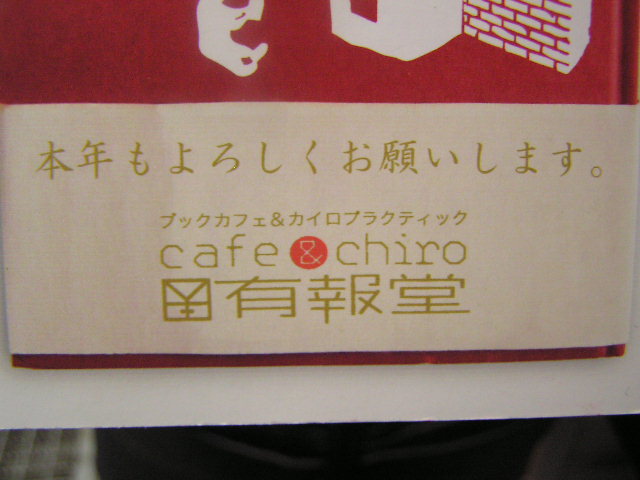 本年もよろしくお願いします。
ブックカフェ&カイロプラクティック
cafe & chiro
有報堂